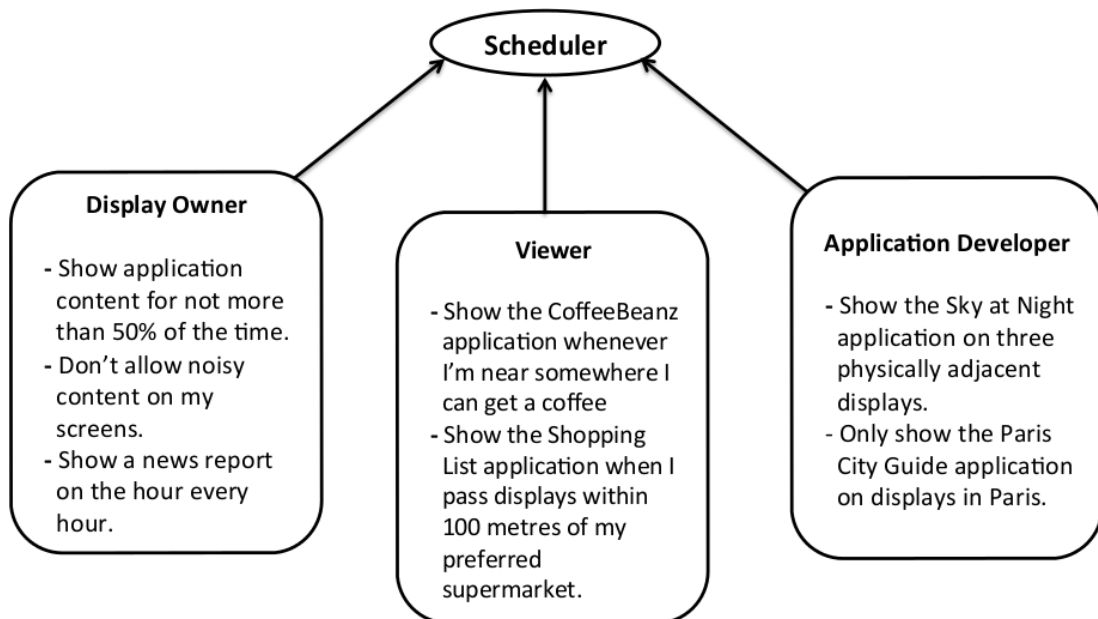 Scheduler
Display Owner
- Show application
content for not more
than 50% of the time.
- Don’t allow noisy
content on my
screens.
- Show a news report
on the hour every
hour.
Viewer
- Show the CoffeeBeanz
application whenever
I’m near somewhere I
can get a coffee
- Show the Shopping
List application when I
pass displays within
100 metres of my
preferred
supermarket.
Application Developer
- Show the Sky at Night
application on three
physically adjacent
displays.
- Only show the Paris
City Guide application
on displays in Paris.